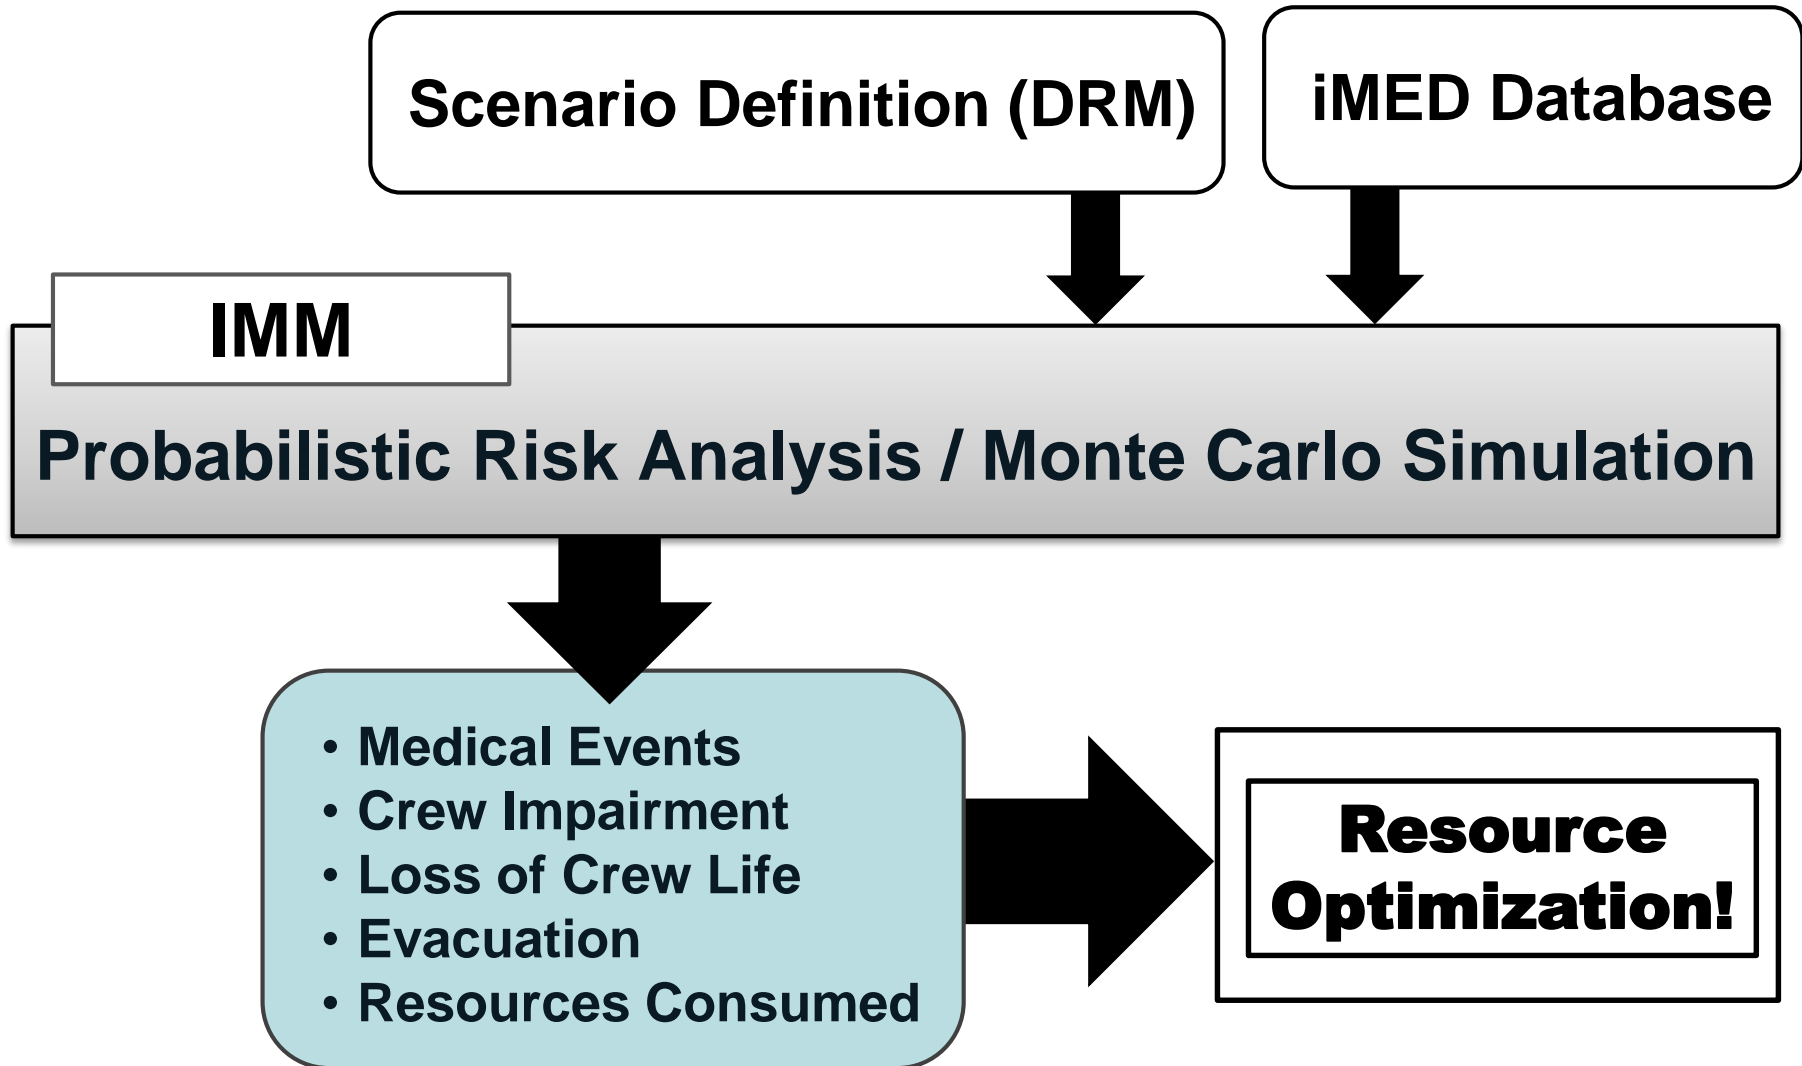 Scenario Definition (DRM)
iMED Database
IMM
Probabilistic Risk Analysis / Monte Carlo Simulation
• Medical Events
• Crew Impairment
• Loss of Crew Life
• Evacuation
• Resources Consumed
Resource
Optimization!